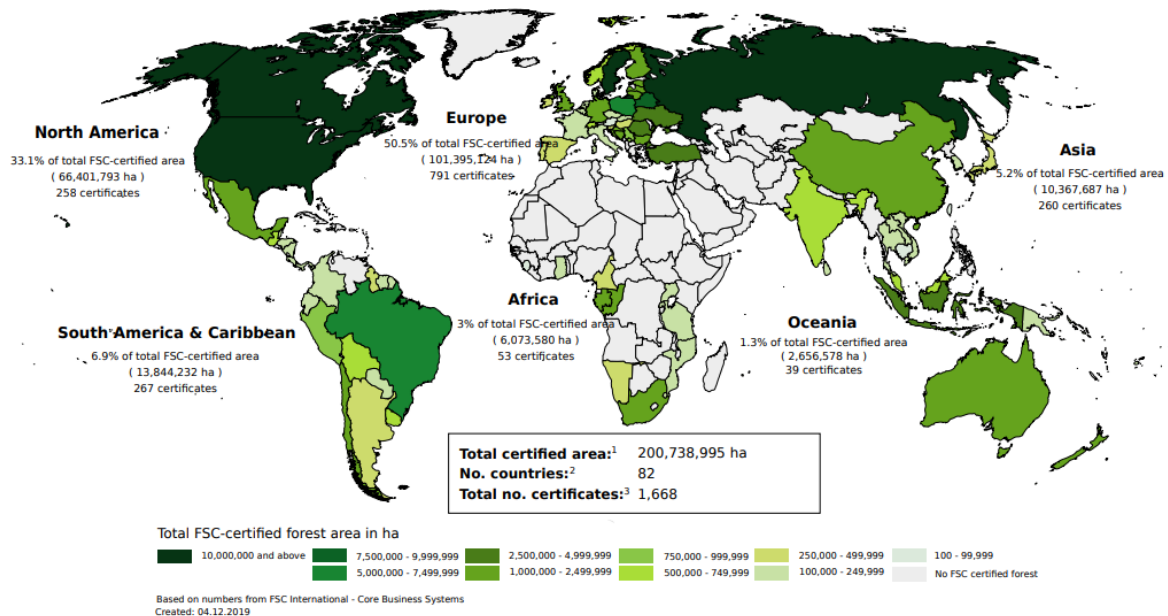 North America
33.1% of total FSC-certified area
( 66,401,793 ha )
258 certificates
Europe
50.5% of total FSC-certified area
( 101,395,124 ha )
791 certificates
Asia
5.2% of total FSC-certified area
( 10,367,687 ha )
260 certificates
South America & Caribbean
6.9% of total FSC-certified area
( 13,844,232 ha )
267 certificates
Africa
3% of total FSC-certified area
( 6,073,580 ha )
53 certificates
Oceania
1.3% of total FSC-certified area
( 2,656,578 ha )
39 certificates
Total certified area:¹ 200,738,995 ha
No. countries:² 82
Total no. certificates:³ 1,668
Total FSC-certified forest area in ha
10,000,000 and above 7,500,000 - 9,999,999 2,500,000 - 4,999,999 750,000 - 999,999 250,000 - 499,999 100 - 99,999
5,000,000 - 7,499,999 1,000,000 - 2,499,999 500,000 - 749,999 100,000 - 249,999 No FSC certified forest
Based on numbers from FSC International - Core Business Systems
Created: 04.12.2019